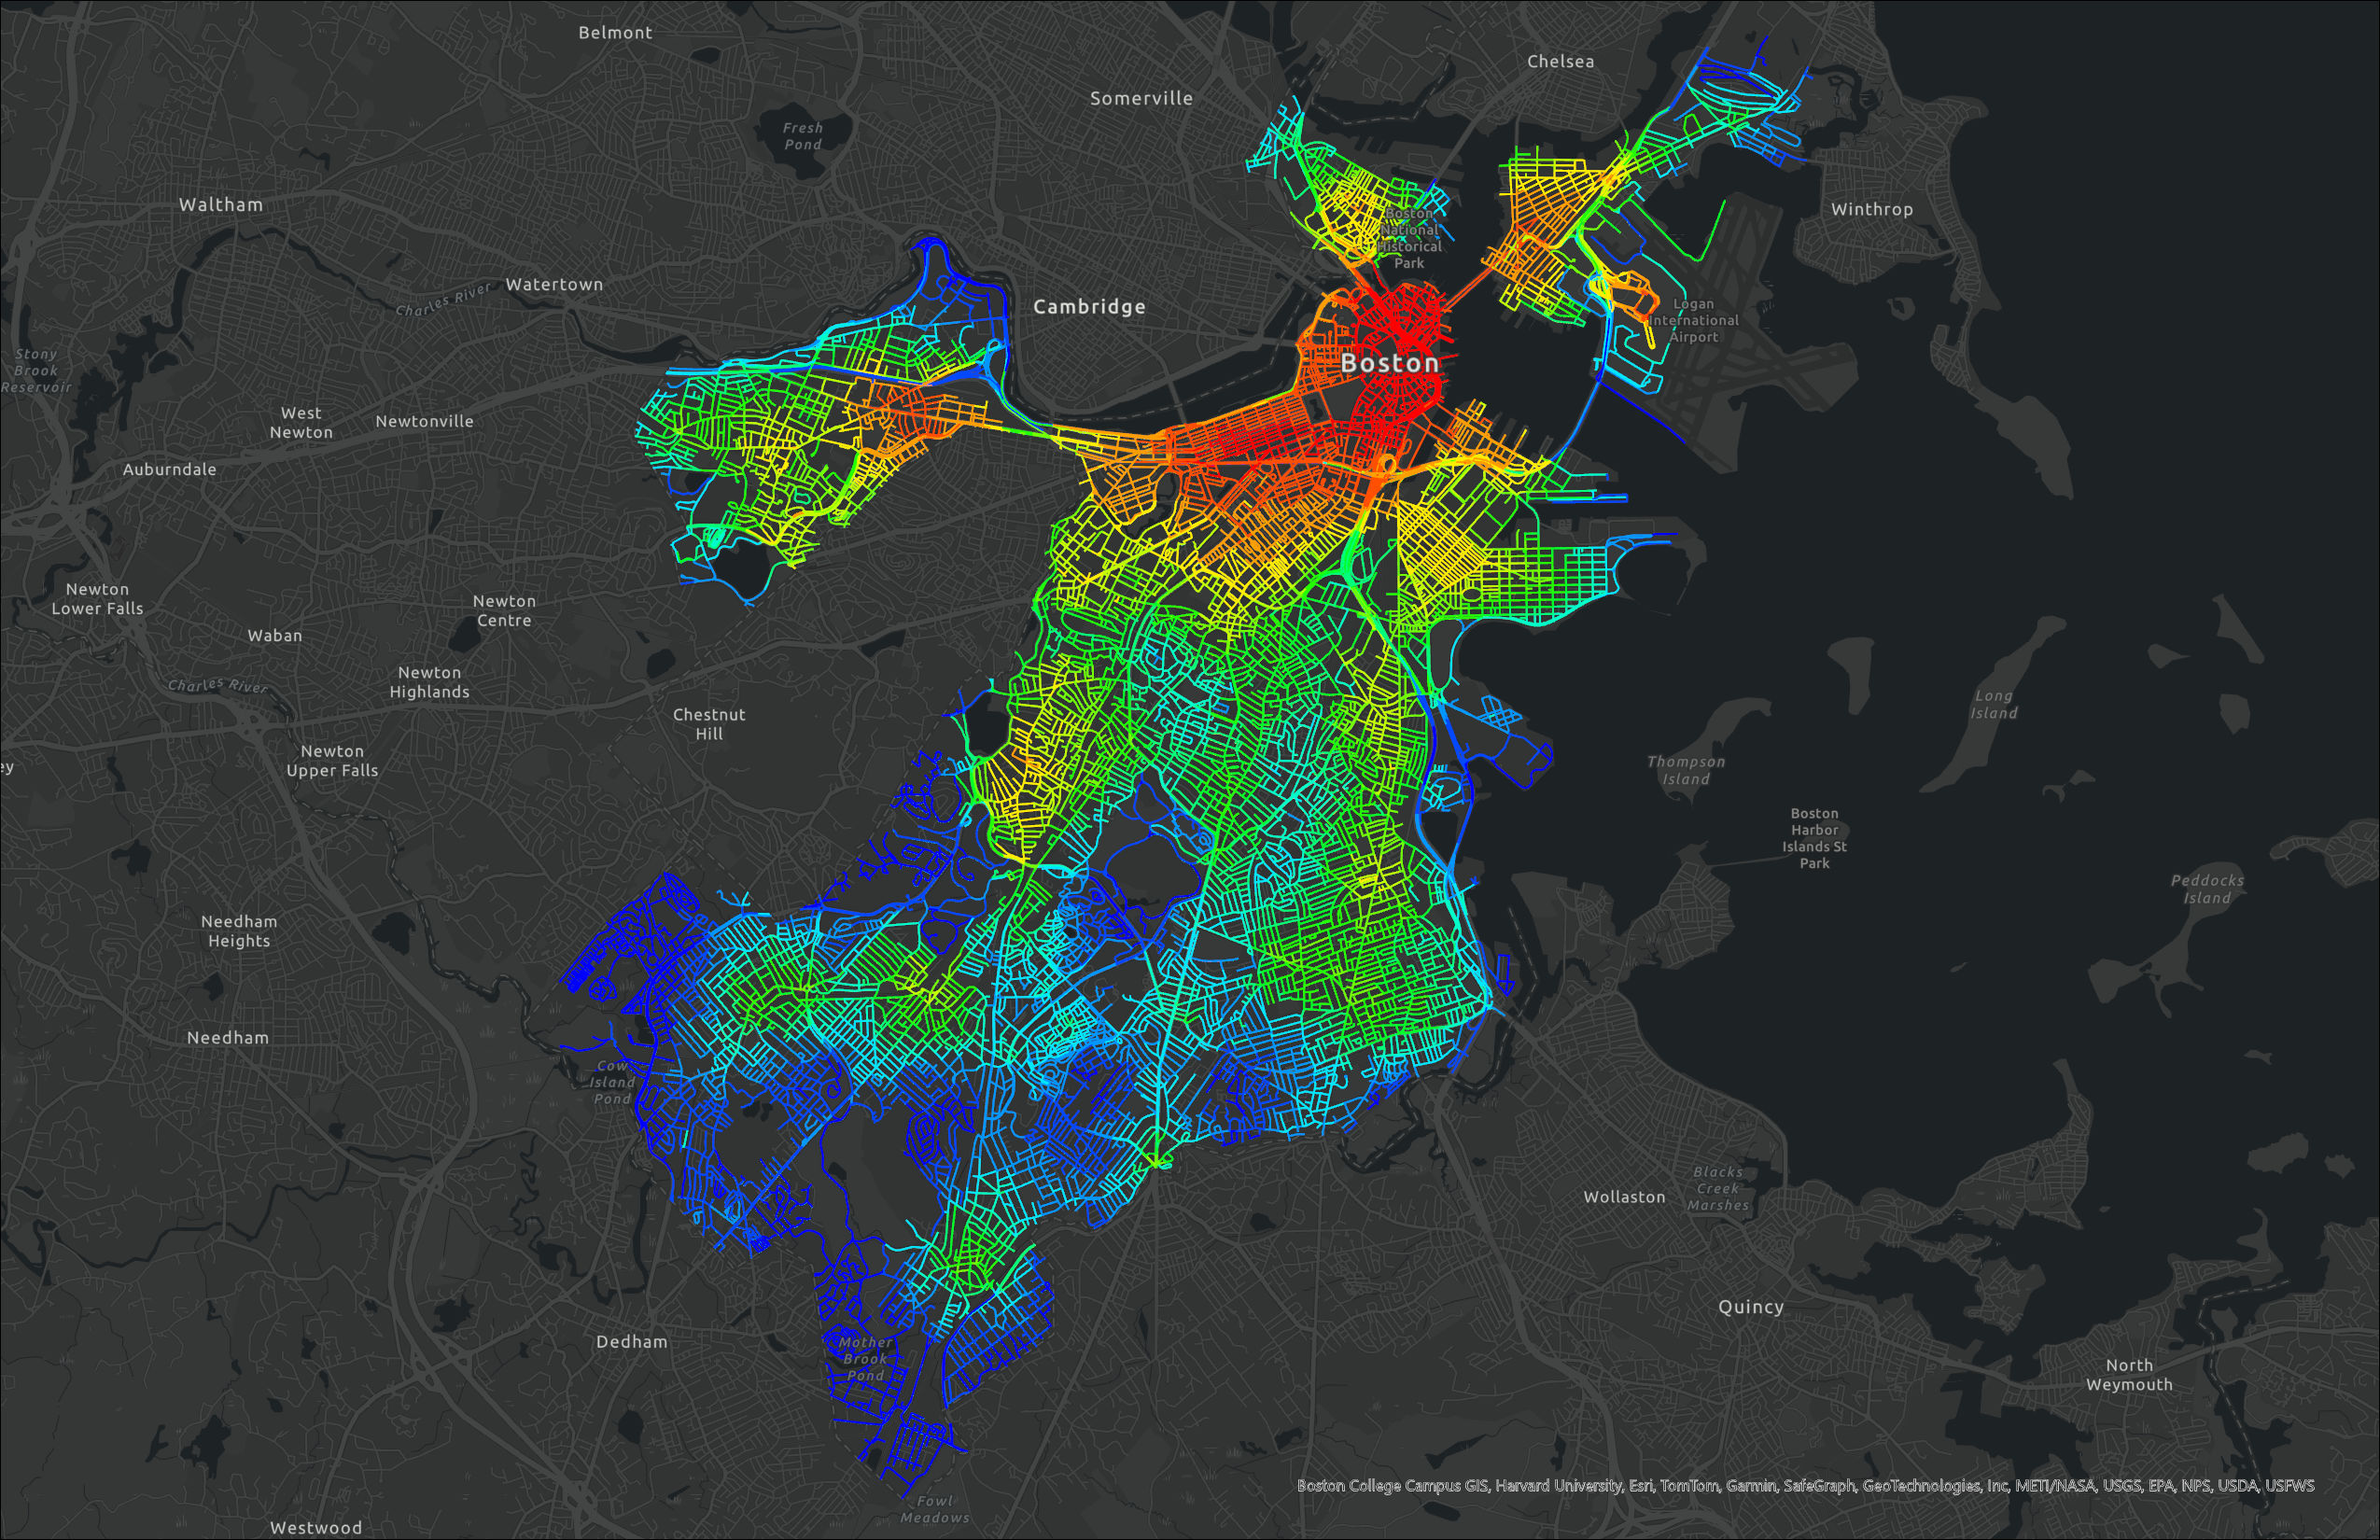 Belmont
Chelsea
Somerville
Fresh
Pond
Waltham
Winthrop
Boston
National
Historical
Park
Watertown
Charles River
Cambridge
Logan
International
Airport
Boston
Stony
Brook
Reservoir
West
Newton
Newtonville
Auburndale
Newton
Lower Falls
Newton
Centre
Waban
Newton
Highlands
Charles River
Chestnut
Hill
Long
Island
Newton
Upper Falls
ey
Thompson
Island
Boston
Harbor
Islands St
Park
Peddocks
Island
Needham
Heights
Needham
Cow
Island
Pond
Wollaston
Blacks
Creek
Marshes
Quincy
Dedham
Mother
Brook
Pond
North
Weymouth
Boston College Campus GIS, Harvard University, Esri, TomTom, Garmin, SafeGraph, GeoTechnologies, Inc, METI/NASA, USGS, EPA, NPS, USDA, USFWS
Fowl
Meadows
Westwood